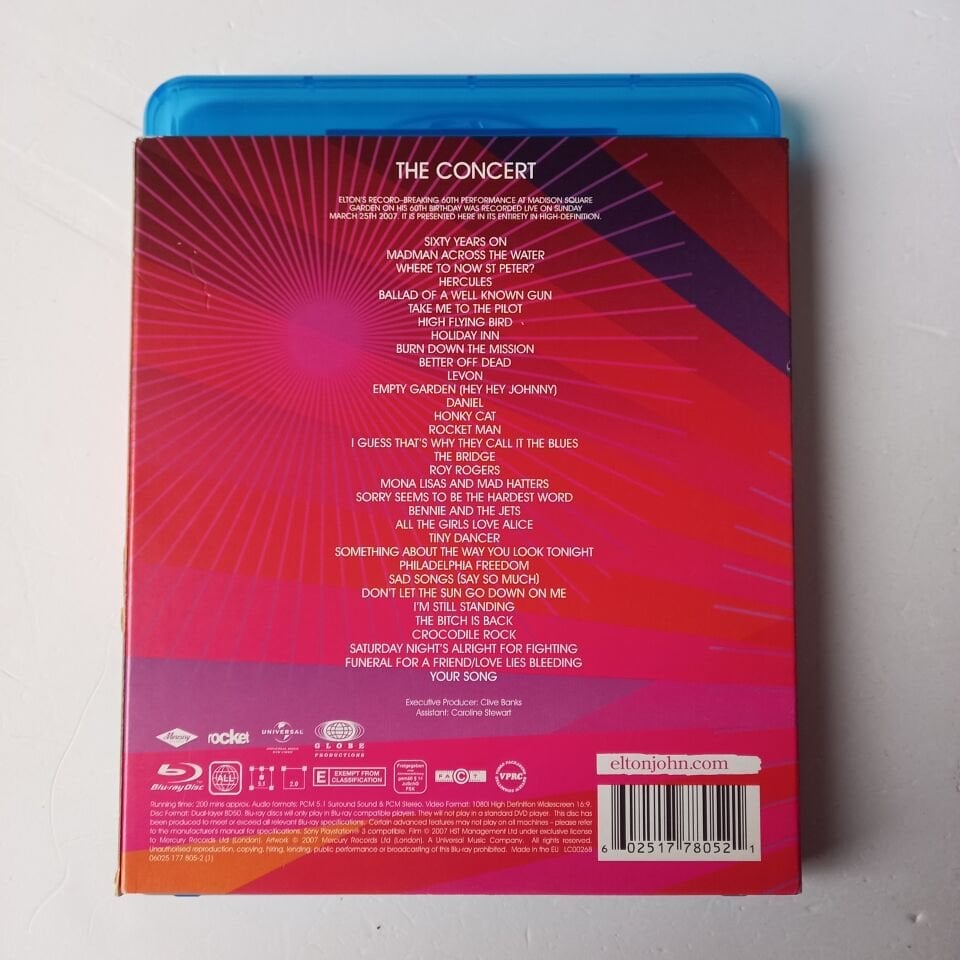 THE CONCERT
ELTON'S RECORD-BREAKING 60TH PERFORMANCE AT MADISON SQUARE
GARDEN ON HIS 60TH BIRTHDAY WAS RECORDED LIVE ON SUNDAY
MARCH 25TH 2007. IT IS PRESENTED HERE IN ITS ENTIRETY IN HIGH-DEFINITION.
SIXTY YEARS ON
MADMAN ACROSS THE WATER
WHERE TO NOW ST PETER?
HERCULES
BALLAD OF A WELL KNOWN GUN
TAKE ME TO THE PILOT
HIGH FLYING BIRD
HOLIDAY INN
BURN DOWN THE MISSION
BETTER OFF DEAD
LEVON
EMPTY GARDEN (HEY HEY JOHNNY)
DANIEL
HONKY CAT
ROCKET MAN
I GUESS THAT'S WHY THEY CALL IT THE BLUES
THE BRIDGE
ROY ROGERS
MONA LISAS AND MAD HATTERS
SORRY SEEMS TO BE THE HARDEST WORD
BENNIE AND THE JETS
ALL THE GIRLS LOVE ALICE
TINY DANCER
SOMETHING ABOUT THE WAY YOU LOOK TONIGHT
PHILADELPHIA FREEDOM
SAD SONGS (SAY SO MUCH)
DON'T LET THE SUN GO DOWN ON ME
I'M STILL STANDING
THE BITCH IS BACK
CROCODILE ROCK
SATURDAY NIGHT'S ALRIGHT FOR FIGHTING
FUNERAL FOR A FRIEND/LOVE LIES BLEEDING
YOUR SONG
Executive Producer: Clive Banks
Assistant: Caroline Stewart
Mercury rocket UNIVERSAL GLOBE PRODUCTIONS
eltonjohn.com
Blu-ray Disc ALL 5.1 2.0 E EXEMPT FROM CLASSIFICATION Freigegeben gemäß § 14 JuSchG FSK VPRC
Running time: 200 mins approx. Audio formats: PCM 5.1 Surround Sound & PCM Stereo. Video Format: 1080i High Definition Widescreen 16:9.
Disc Format: Dual-layer BD50. Blu-ray discs will only play in Blu-ray compatible players. They will not play in a standard DVD player. This disc has
been produced to meet or exceed all relevant Blu-ray specifications. Certain advanced features may not play on all machines – please refer
to the manufacturer's manual for specifications. Sony Playstation® 3 compatible. Film © 2007 HST Management Ltd under exclusive license
to Mercury Records Ltd (London). Artwork © 2007 Mercury Records Ltd (London). A Universal Music Company. All rights reserved.
Unauthorised reproduction, copying, hiring, lending, public performance or broadcasting of this Blu-ray prohibited. Made in the EU LC00268
06025 177 805-2 (1)
6 02517 78052 1